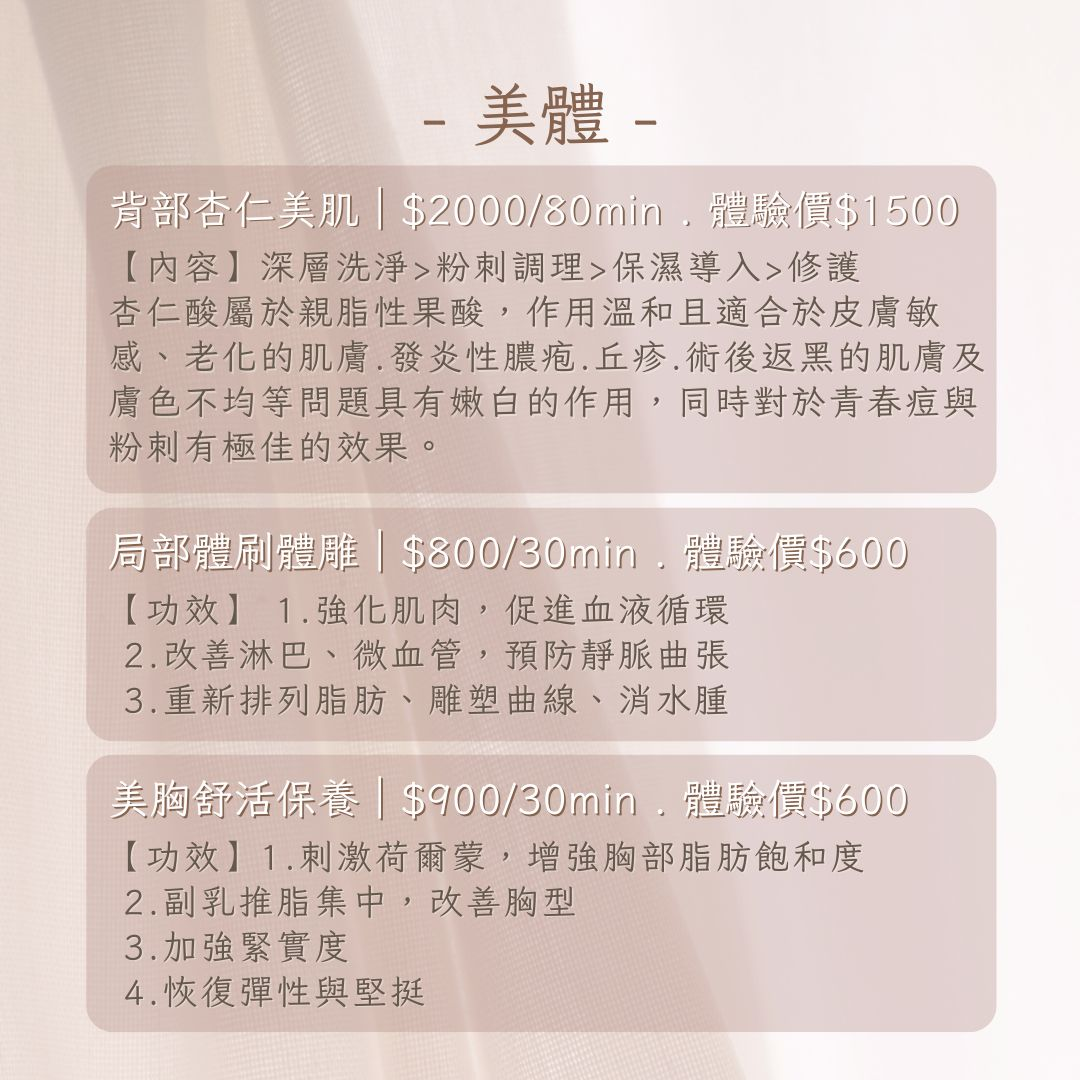 - 美體 -
背部杏仁美肌｜$2000/80min . 體驗價$1500
【內容】深層洗淨>粉刺調理>保濕導入>修護
杏仁酸屬於親脂性果酸，作用溫和且適合於皮膚敏
感、老化的肌膚.發炎性膿疱.丘疹.術後返黑的肌膚及
膚色不均等問題具有嫩白的作用，同時對於青春痘與
粉刺有極佳的效果。
局部體刷體雕｜$800/30min . 體驗價$600
【功效】 1.強化肌肉，促進血液循環
2.改善淋巴、微血管，預防靜脈曲張
3.重新排列脂肪、雕塑曲線、消水腫
美胸舒活保養｜$900/30min . 體驗價$600
【功效】1.刺激荷爾蒙，增強胸部脂肪飽和度
2.副乳推脂集中，改善胸型
3.加強緊實度
4.恢復彈性與堅挺